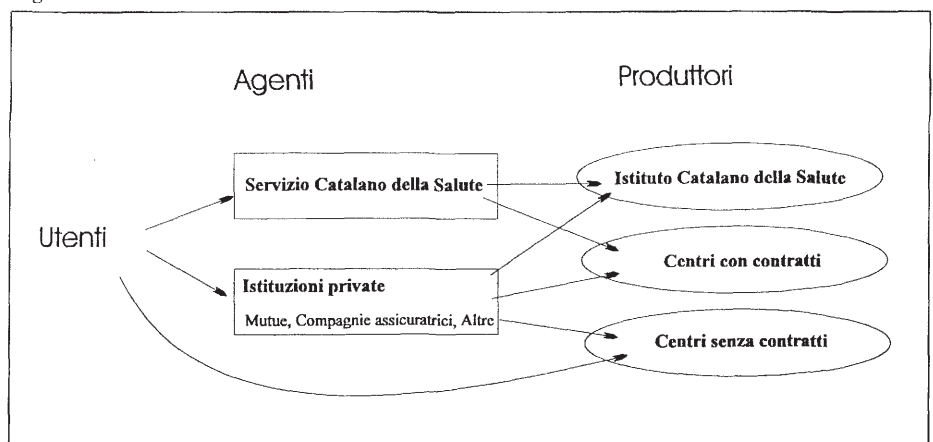 Agenti
Produttori
Servizio Catalano della Salute
Istituto Catalano della Salute
Utenti
Centri con contratti
Istituzioni private
Mutue, Compagnie assicuratrici, Altre
Centri senza contratti